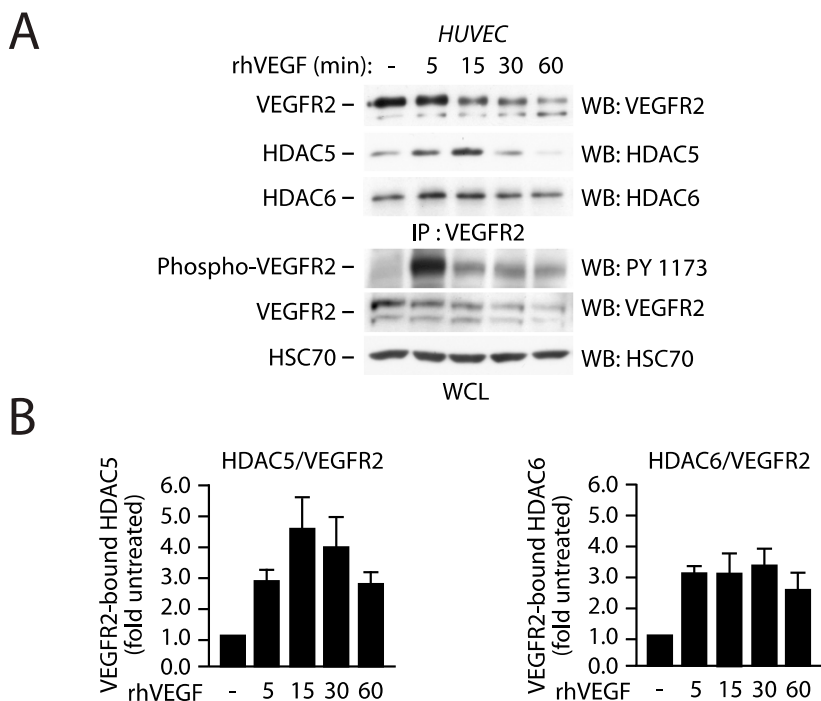 A
HUVEC
rhVEGF (min): - 5 15 30 60
VEGFR2 – WB: VEGFR2
HDAC5 – WB: HDAC5
HDAC6 – WB: HDAC6
IP : VEGFR2
Phospho-VEGFR2 – WB: PY 1173
VEGFR2 – WB: VEGFR2
HSC70 – WB: HSC70
WCL
B
HDAC5/VEGFR2
VEGFR2-bound HDAC5
(fold untreated)
6.0
5.0
4.0
3.0
2.0
1.0
0.0
rhVEGF - 5 15 30 60
HDAC6/VEGFR2
VEGFR2-bound HDAC6
(fold untreated)
6.0
5.0
4.0
3.0
2.0
1.0
0.0
rhVEGF - 5 15 30 60